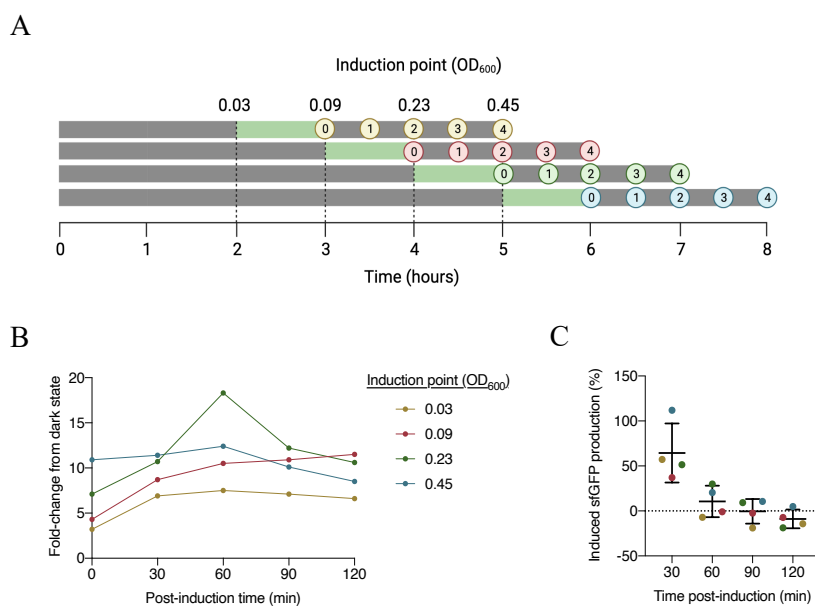 A
Induction point (OD600)
0.03 0.09 0.23 0.45
0 1 2 3 4
0 1 2 3 4
0 1 2 3 4
0 1 2 3 4
0 1 2 3 4 5 6 7 8
Time (hours)
B
Fold-change from dark state
20
15
10
5
0
0 30 60 90 120
Post-induction time (min)
Induction point (OD600)
0.03
0.09
0.23
0.45
C
Induced sfGFP production (%)
150
100
50
0
-50
30 60 90 120
Time post-induction (min)